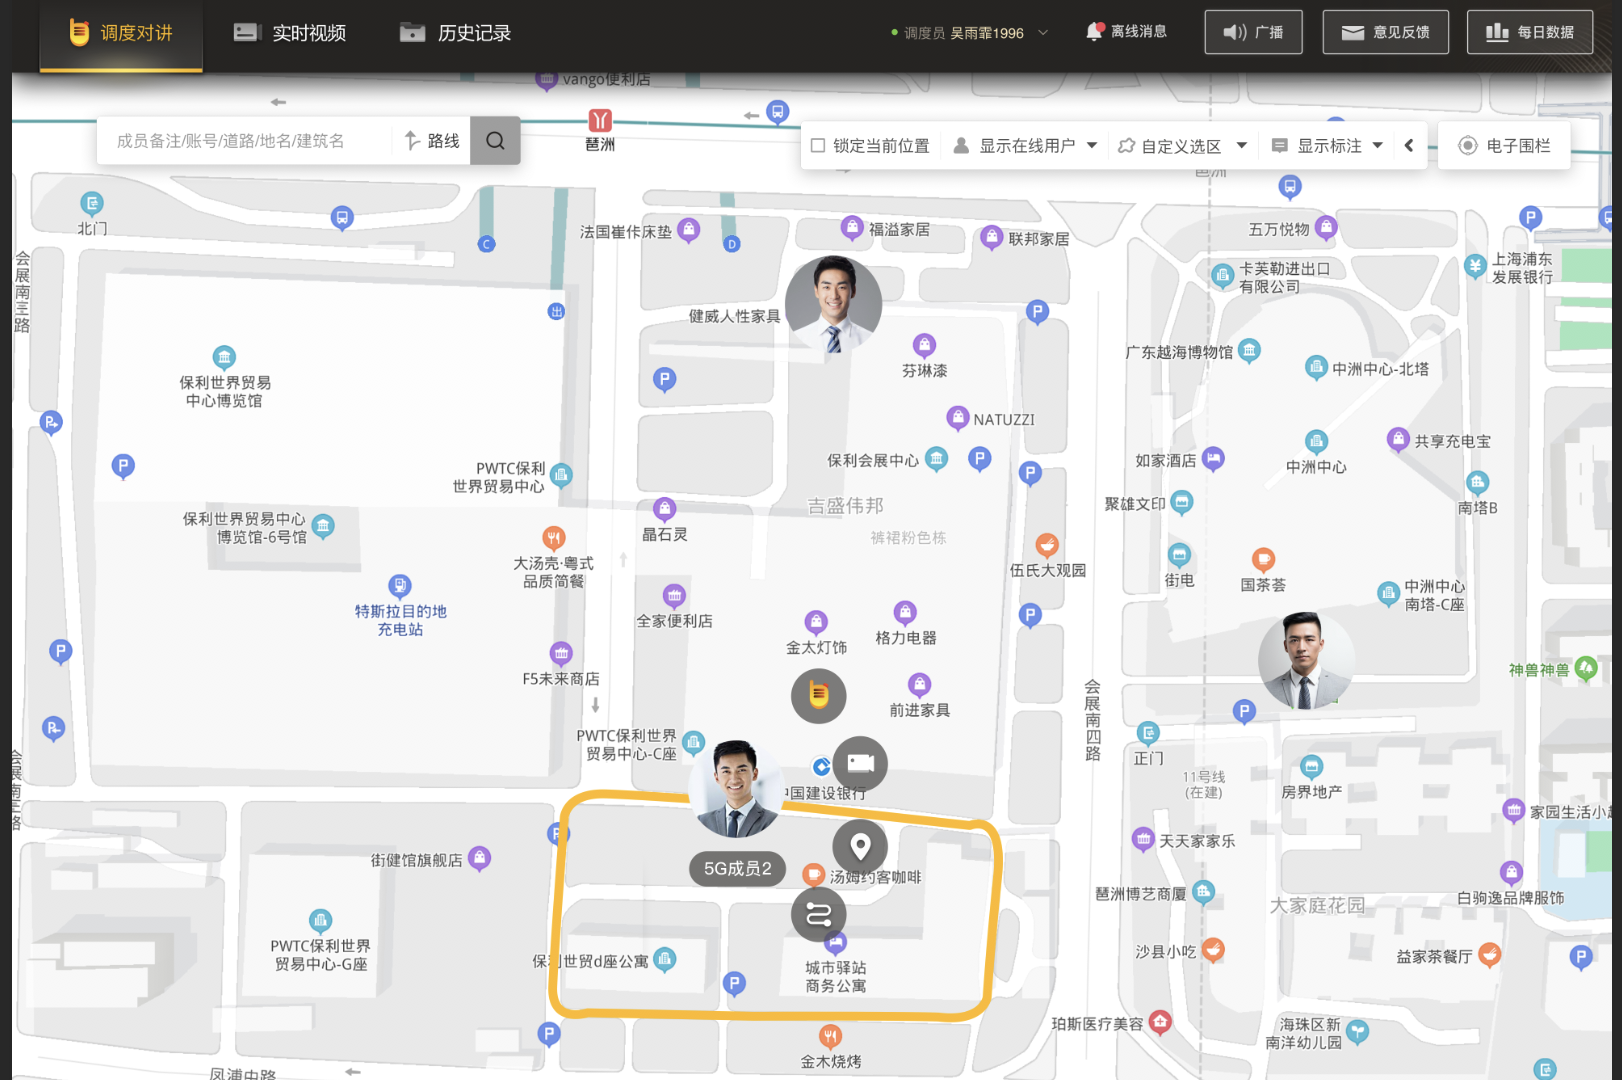 调度对讲
实时视频
历史记录
调度员 吴雨霏1996
离线消息
广播
意见反馈
每日数据
vango便利店
成员备注/账号/道路/地名/建筑名
路线
琶洲
锁定当前位置
显示在线用户
自定义选区
显示标注
电子围栏
琶洲
北门
C
法国崔佧床垫
D
福溢家居
联邦家居
五万悦物
P
会展南三路
卡芙勒进出口
有限公司
上海浦东
发展银行
出
健威人性家具
P
保利世界贸易
中心博览馆
P
芬琳漆
广东越海博物馆
中洲中心-北塔
P
NATUZZI
共享充电宝
P
PWTC保利
世界贸易中心
保利会展中心
P
P
如家酒店
中洲中心
聚雄文印
南塔B
吉盛伟邦
裤裙粉色栋
保利世界贸易中心
博览馆-6号馆
晶石灵
大汤壳·粤式
品质简餐
伍氏大观园
街电
国茶荟
中洲中心
南塔-C座
特斯拉目的地
充电站
全家便利店
P
金太灯饰
格力电器
P
F5未来商店
神兽神兽
前进家具
P
P
会展南四路
PWTC保利世界
贸易中心-C座
正门
会展南三路
11号线
(在建)
中国建设银行
房界地产
家园生活小超
P
天天家家乐
街健馆旗舰店
5G成员2
汤姆约客咖啡
琶洲博艺商厦
大家庭花园
白驹逸品牌服饰
PWTC保利世界
贸易中心-G座
保利世贸d座公寓
城市驿站
商务公寓
P
沙县小吃
益家茶餐厅
P
P
珀斯医疗美容
海珠区新
南洋幼儿园
金木烧烤
凤浦中路